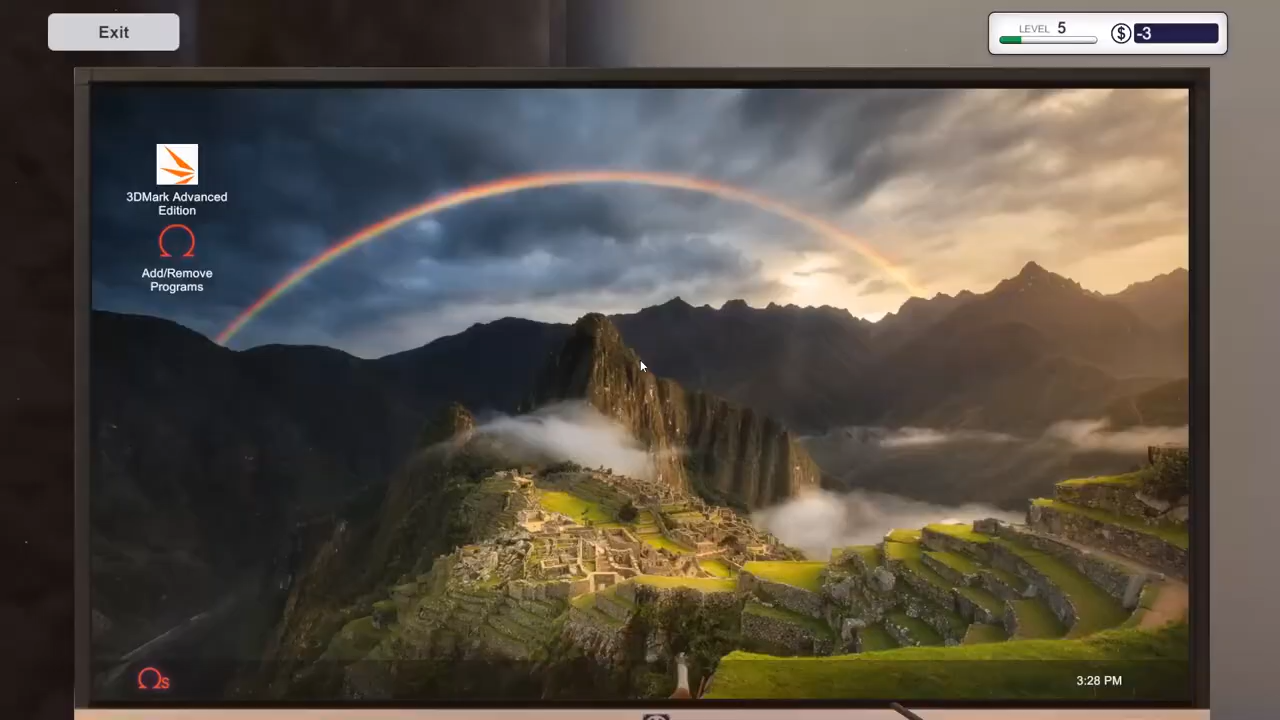 Exit
LEVEL 5
$ -3
3DMark Advanced
Edition
Add/Remove
Programs
Ωs
3:28 PM